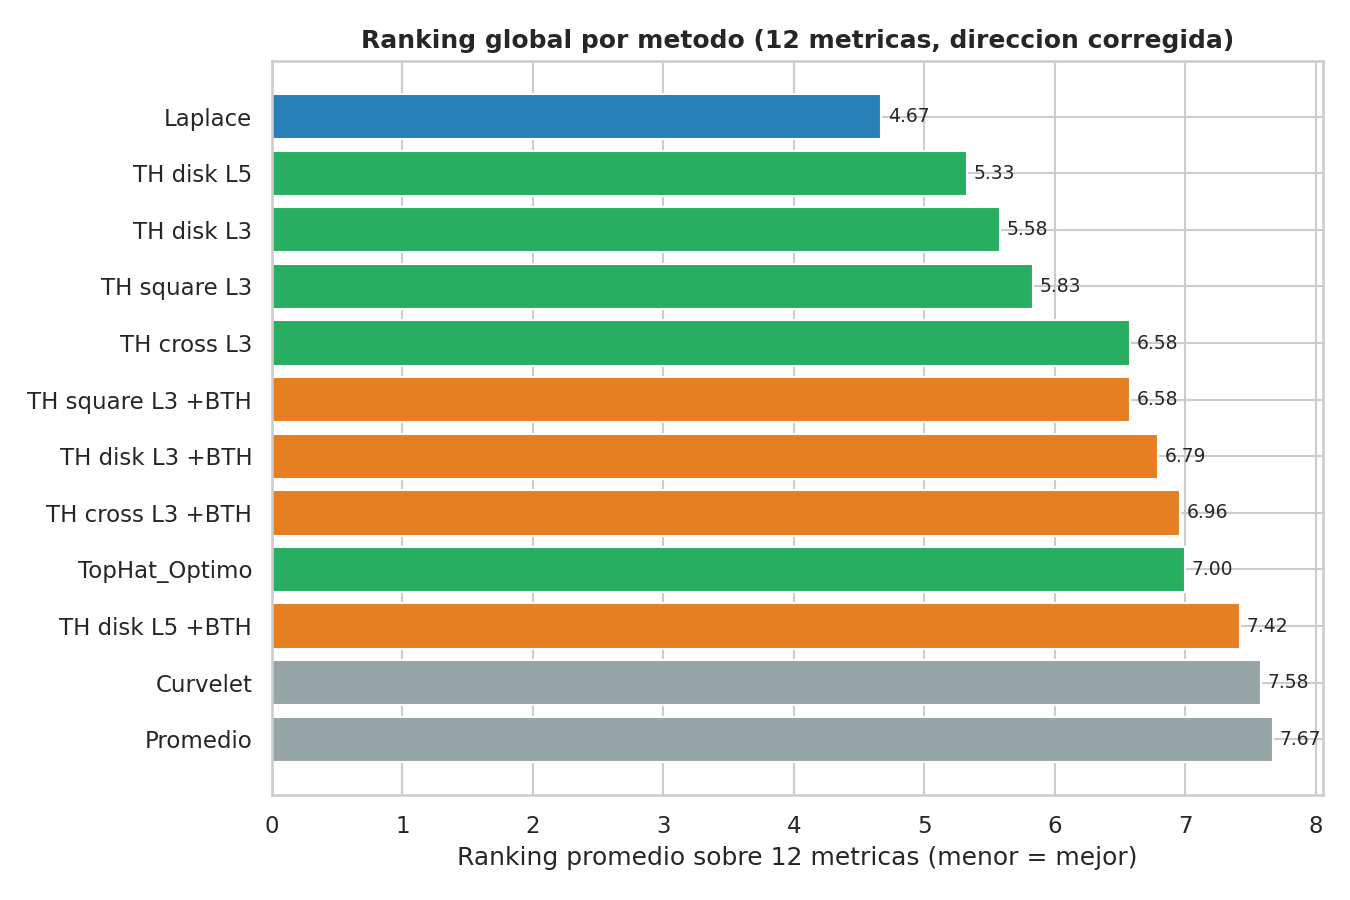 Ranking global por metodo (12 metricas, direccion corregida)
Laplace 4.67
TH disk L5 5.33
TH disk L3 5.58
TH square L3 5.83
TH cross L3 6.58
TH square L3 +BTH 6.58
TH disk L3 +BTH 6.79
TH cross L3 +BTH 6.96
TopHat_Optimo 7.00
TH disk L5 +BTH 7.42
Curvelet 7.58
Promedio 7.67
0 1 2 3 4 5 6 7 8
Ranking promedio sobre 12 metricas (menor = mejor)